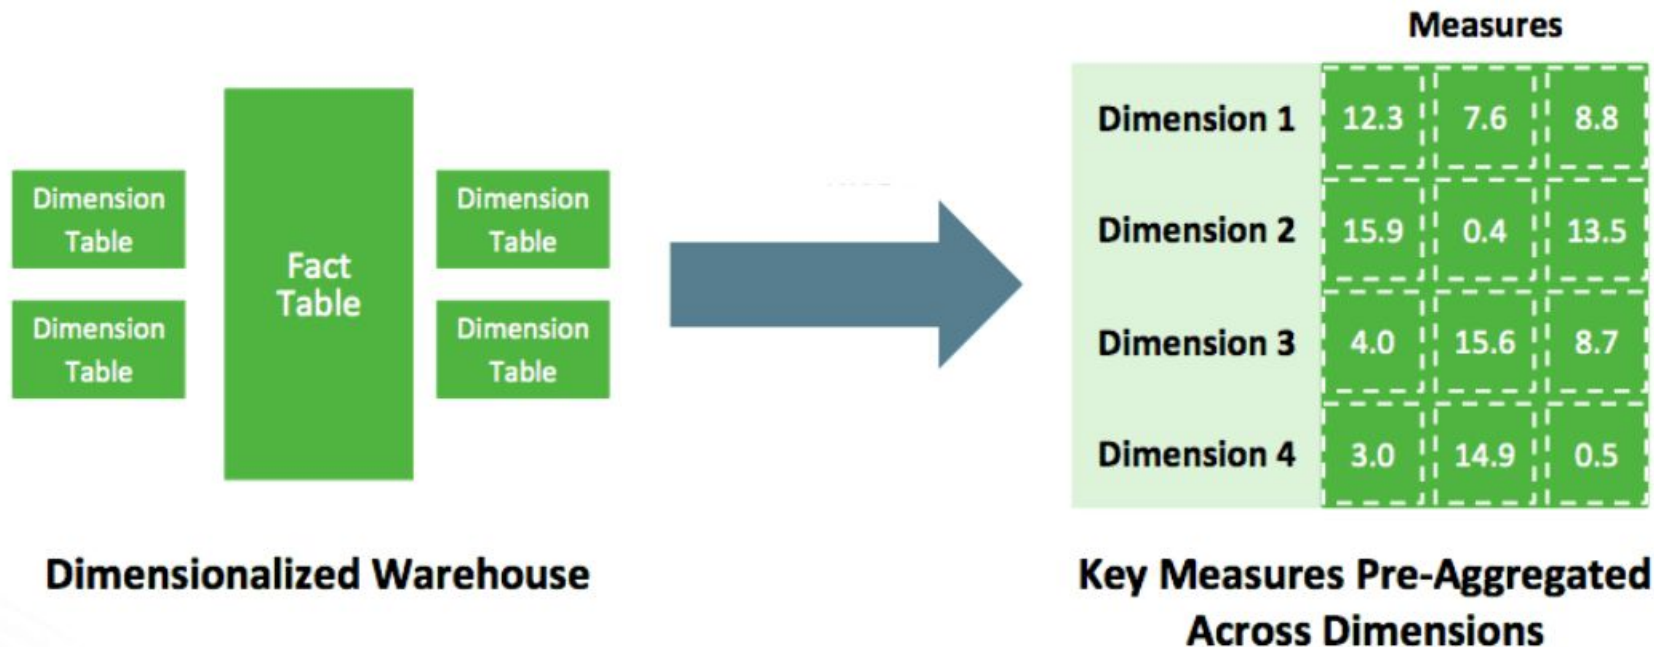 Measures
Dimension
Table
Dimension
Table
Fact
Table
Dimension
Table
Dimension
Table
Dimension 1 12.3 7.6 8.8
Dimension 2 15.9 0.4 13.5
Dimension 3 4.0 15.6 8.7
Dimension 4 3.0 14.9 0.5
Dimensionalized Warehouse
Key Measures Pre-Aggregated
Across Dimensions